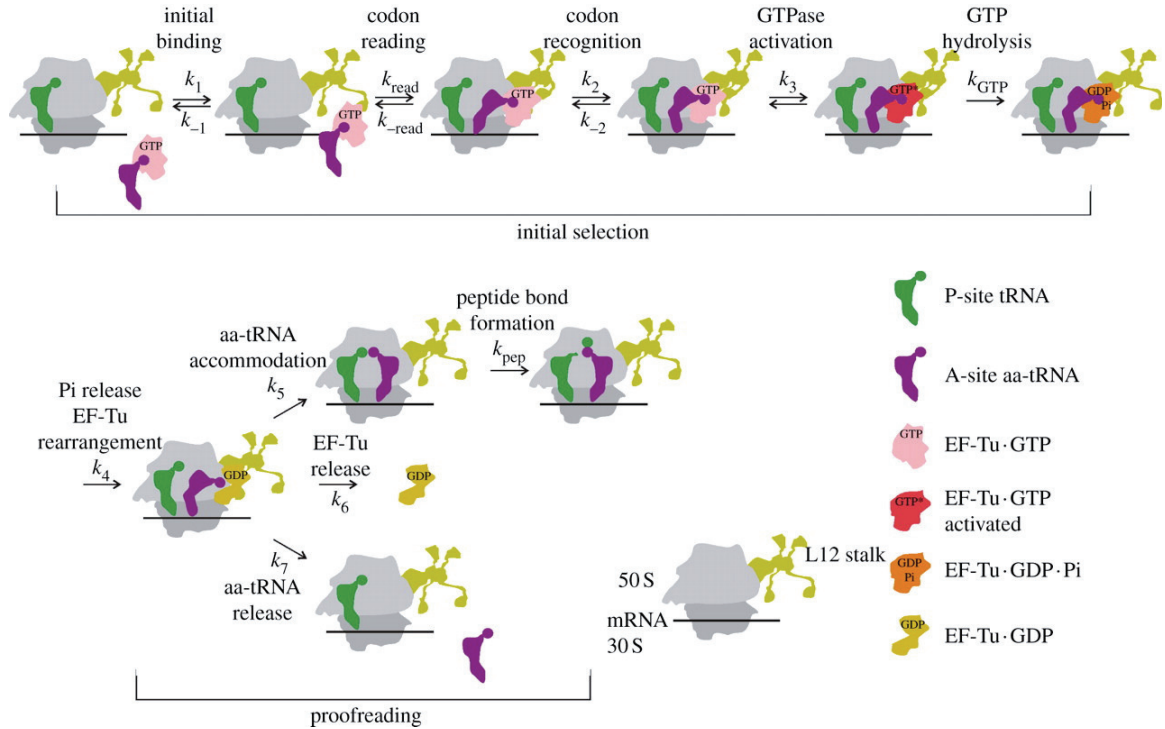 initial
binding
codon
reading
codon
recognition
GTPase
activation
GTP
hydrolysis
k1
k−1
kread
k−read
k2
k−2
k3
kGTP
GTP
GTP
GTP
GTP
GTP*
GDP
Pi
initial selection
Pi release
EF-Tu
rearrangement
k4
GDP
aa-tRNA
accommodation
k5
peptide bond
formation
kpep
EF-Tu
release
k6
GDP
k7
aa-tRNA
release
proofreading
50 S
mRNA
30 S
L12 stalk
P-site tRNA
A-site aa-tRNA
GTP
EF-Tu·GTP
GTP*
EF-Tu·GTP
activated
GDP
Pi
EF-Tu·GDP·Pi
GDP
EF-Tu·GDP